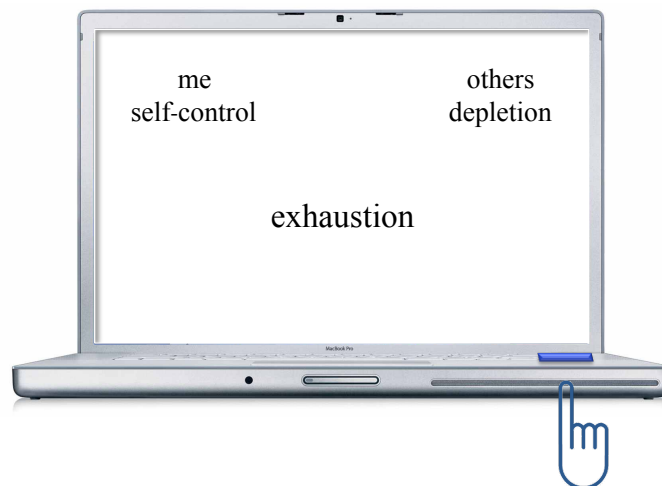 me
self-control
others
depletion
exhaustion
MacBook Pro